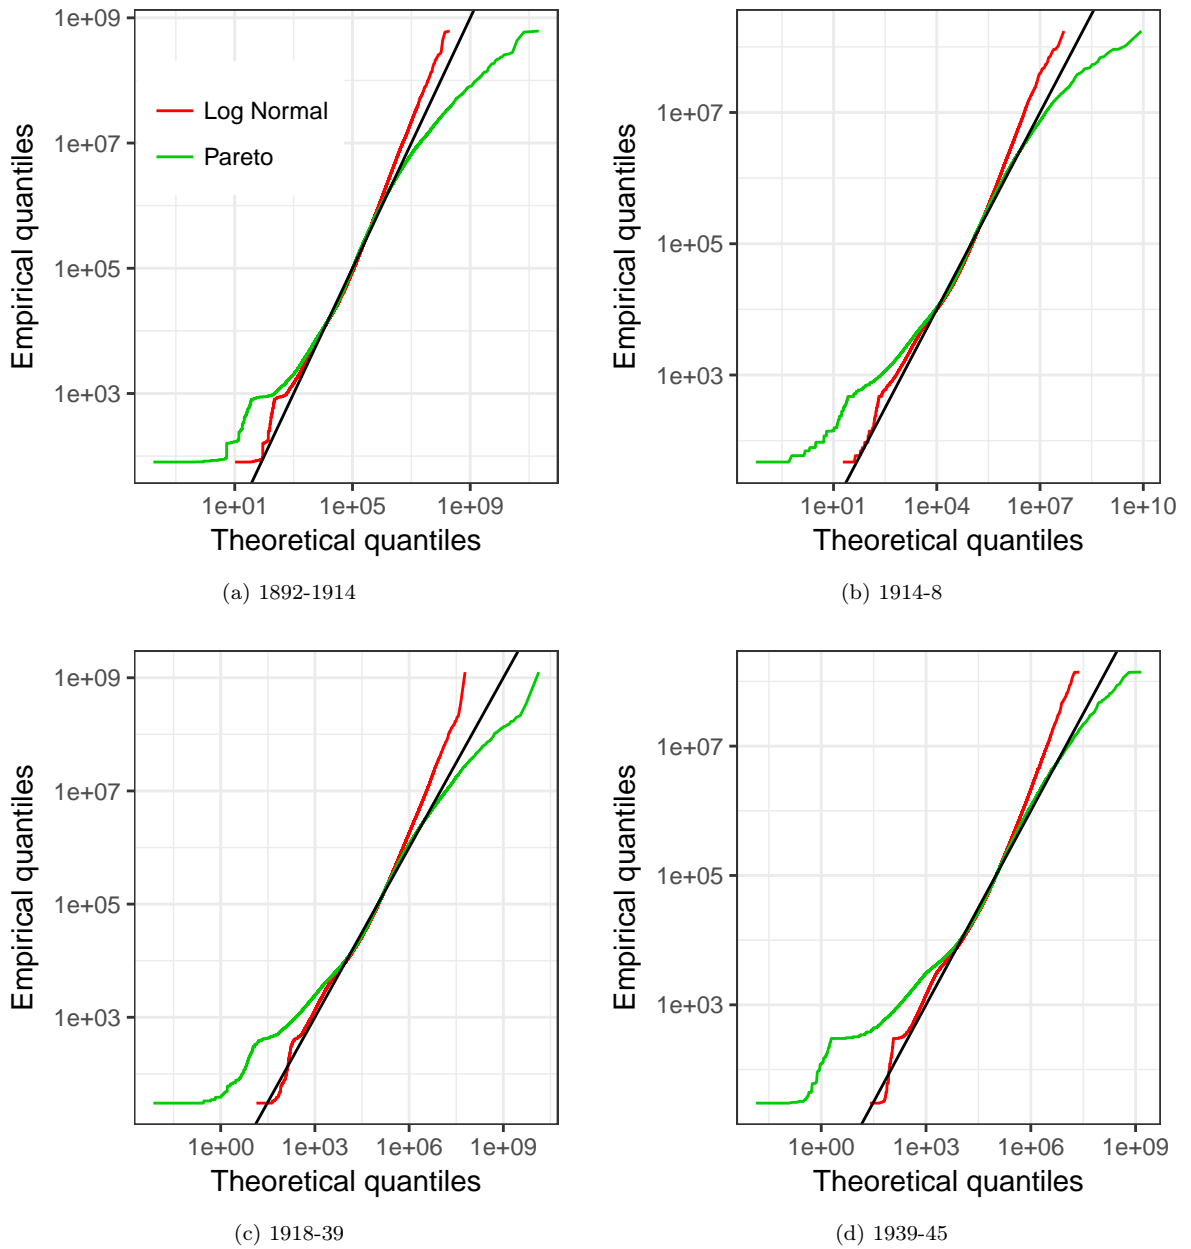 1e+09
1e+07
1e+05
1e+03
Empirical quantiles
Log Normal
Pareto
1e+01 1e+05 1e+09
Theoretical quantiles
(a) 1892-1914
1e+07
1e+05
1e+03
Empirical quantiles
1e+01 1e+04 1e+07 1e+10
Theoretical quantiles
(b) 1914-8
1e+09
1e+07
1e+05
1e+03
Empirical quantiles
1e+00 1e+03 1e+06 1e+09
Theoretical quantiles
(c) 1918-39
1e+07
1e+05
1e+03
Empirical quantiles
1e+00 1e+03 1e+06 1e+09
Theoretical quantiles
(d) 1939-45